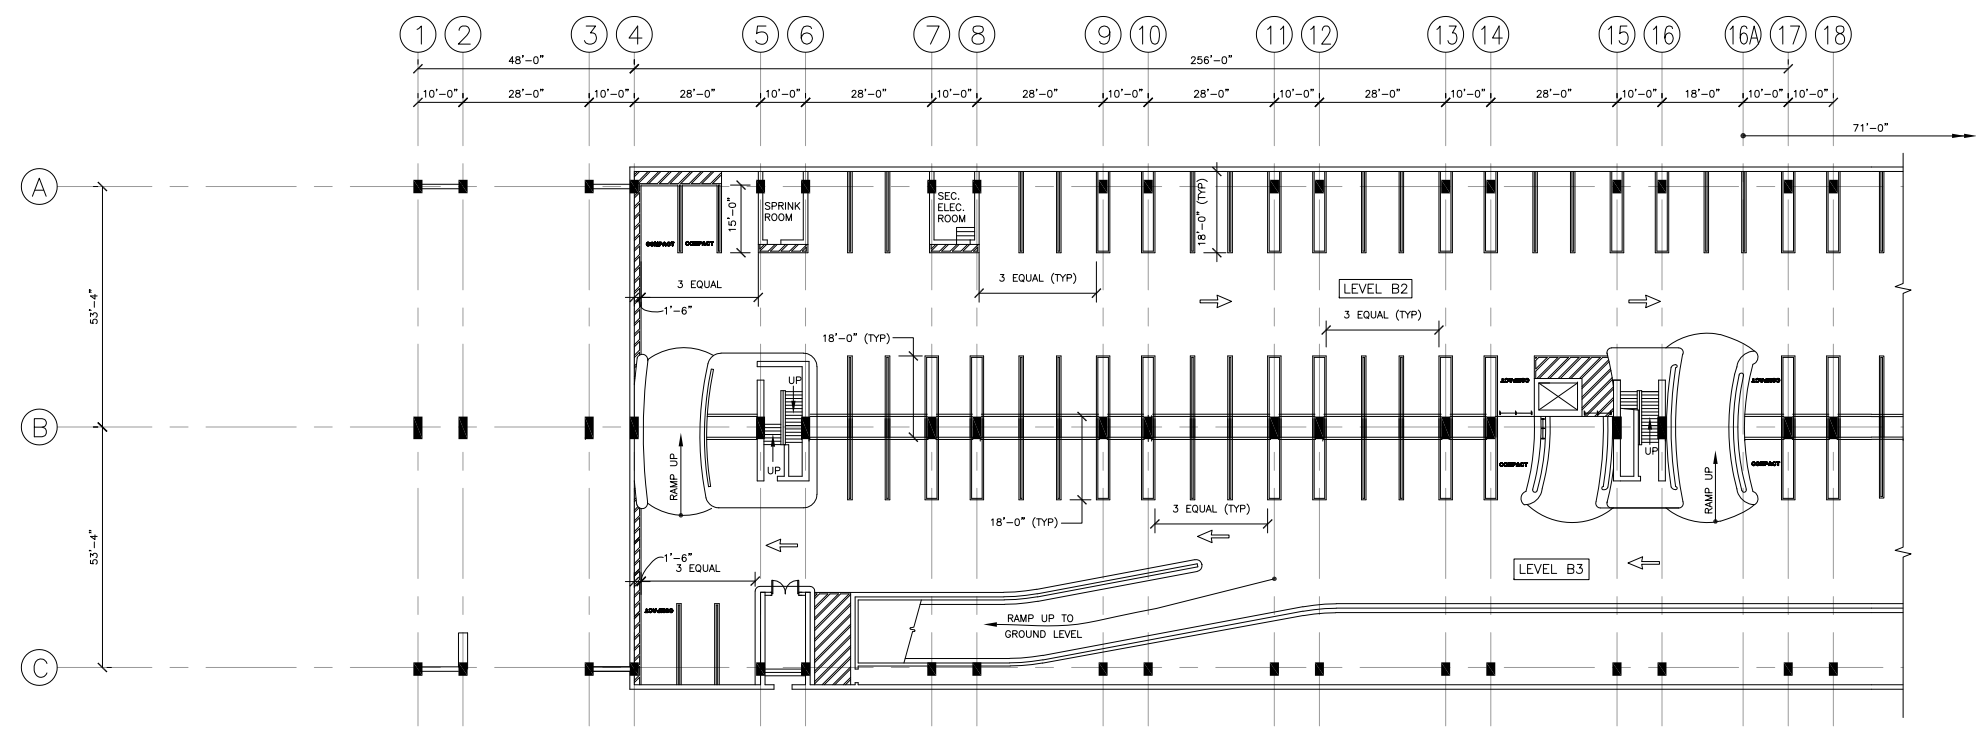 1 2 3 4 5 6 7 8 9 10 11 12 13 14 15 16 16A 17 18
48'-0" 256'-0"
10'-0" 28'-0" 10'-0" 28'-0" 10'-0" 28'-0" 10'-0" 28'-0" 10'-0" 28'-0" 10'-0" 28'-0" 10'-0" 28'-0" 10'-0" 18'-0" 10'-0" 10'-0"
71'-0"
A
SPRINK
ROOM
SEC.
ELEC.
ROOM
15'-0"
18'-0" (TYP)
COMPACT COMPACT
3 EQUAL
3 EQUAL (TYP)
LEVEL B2
1'-6"
53'-4"
3 EQUAL (TYP)
18'-0" (TYP)
UP
COMPACT
COMPACT
B
UP
UP
COMPACT
COMPACT
RAMP UP
RAMP UP
3 EQUAL (TYP)
18'-0" (TYP)
53'-4"
1'-6"
3 EQUAL
LEVEL B3
COMPACT
RAMP UP TO
GROUND LEVEL
C